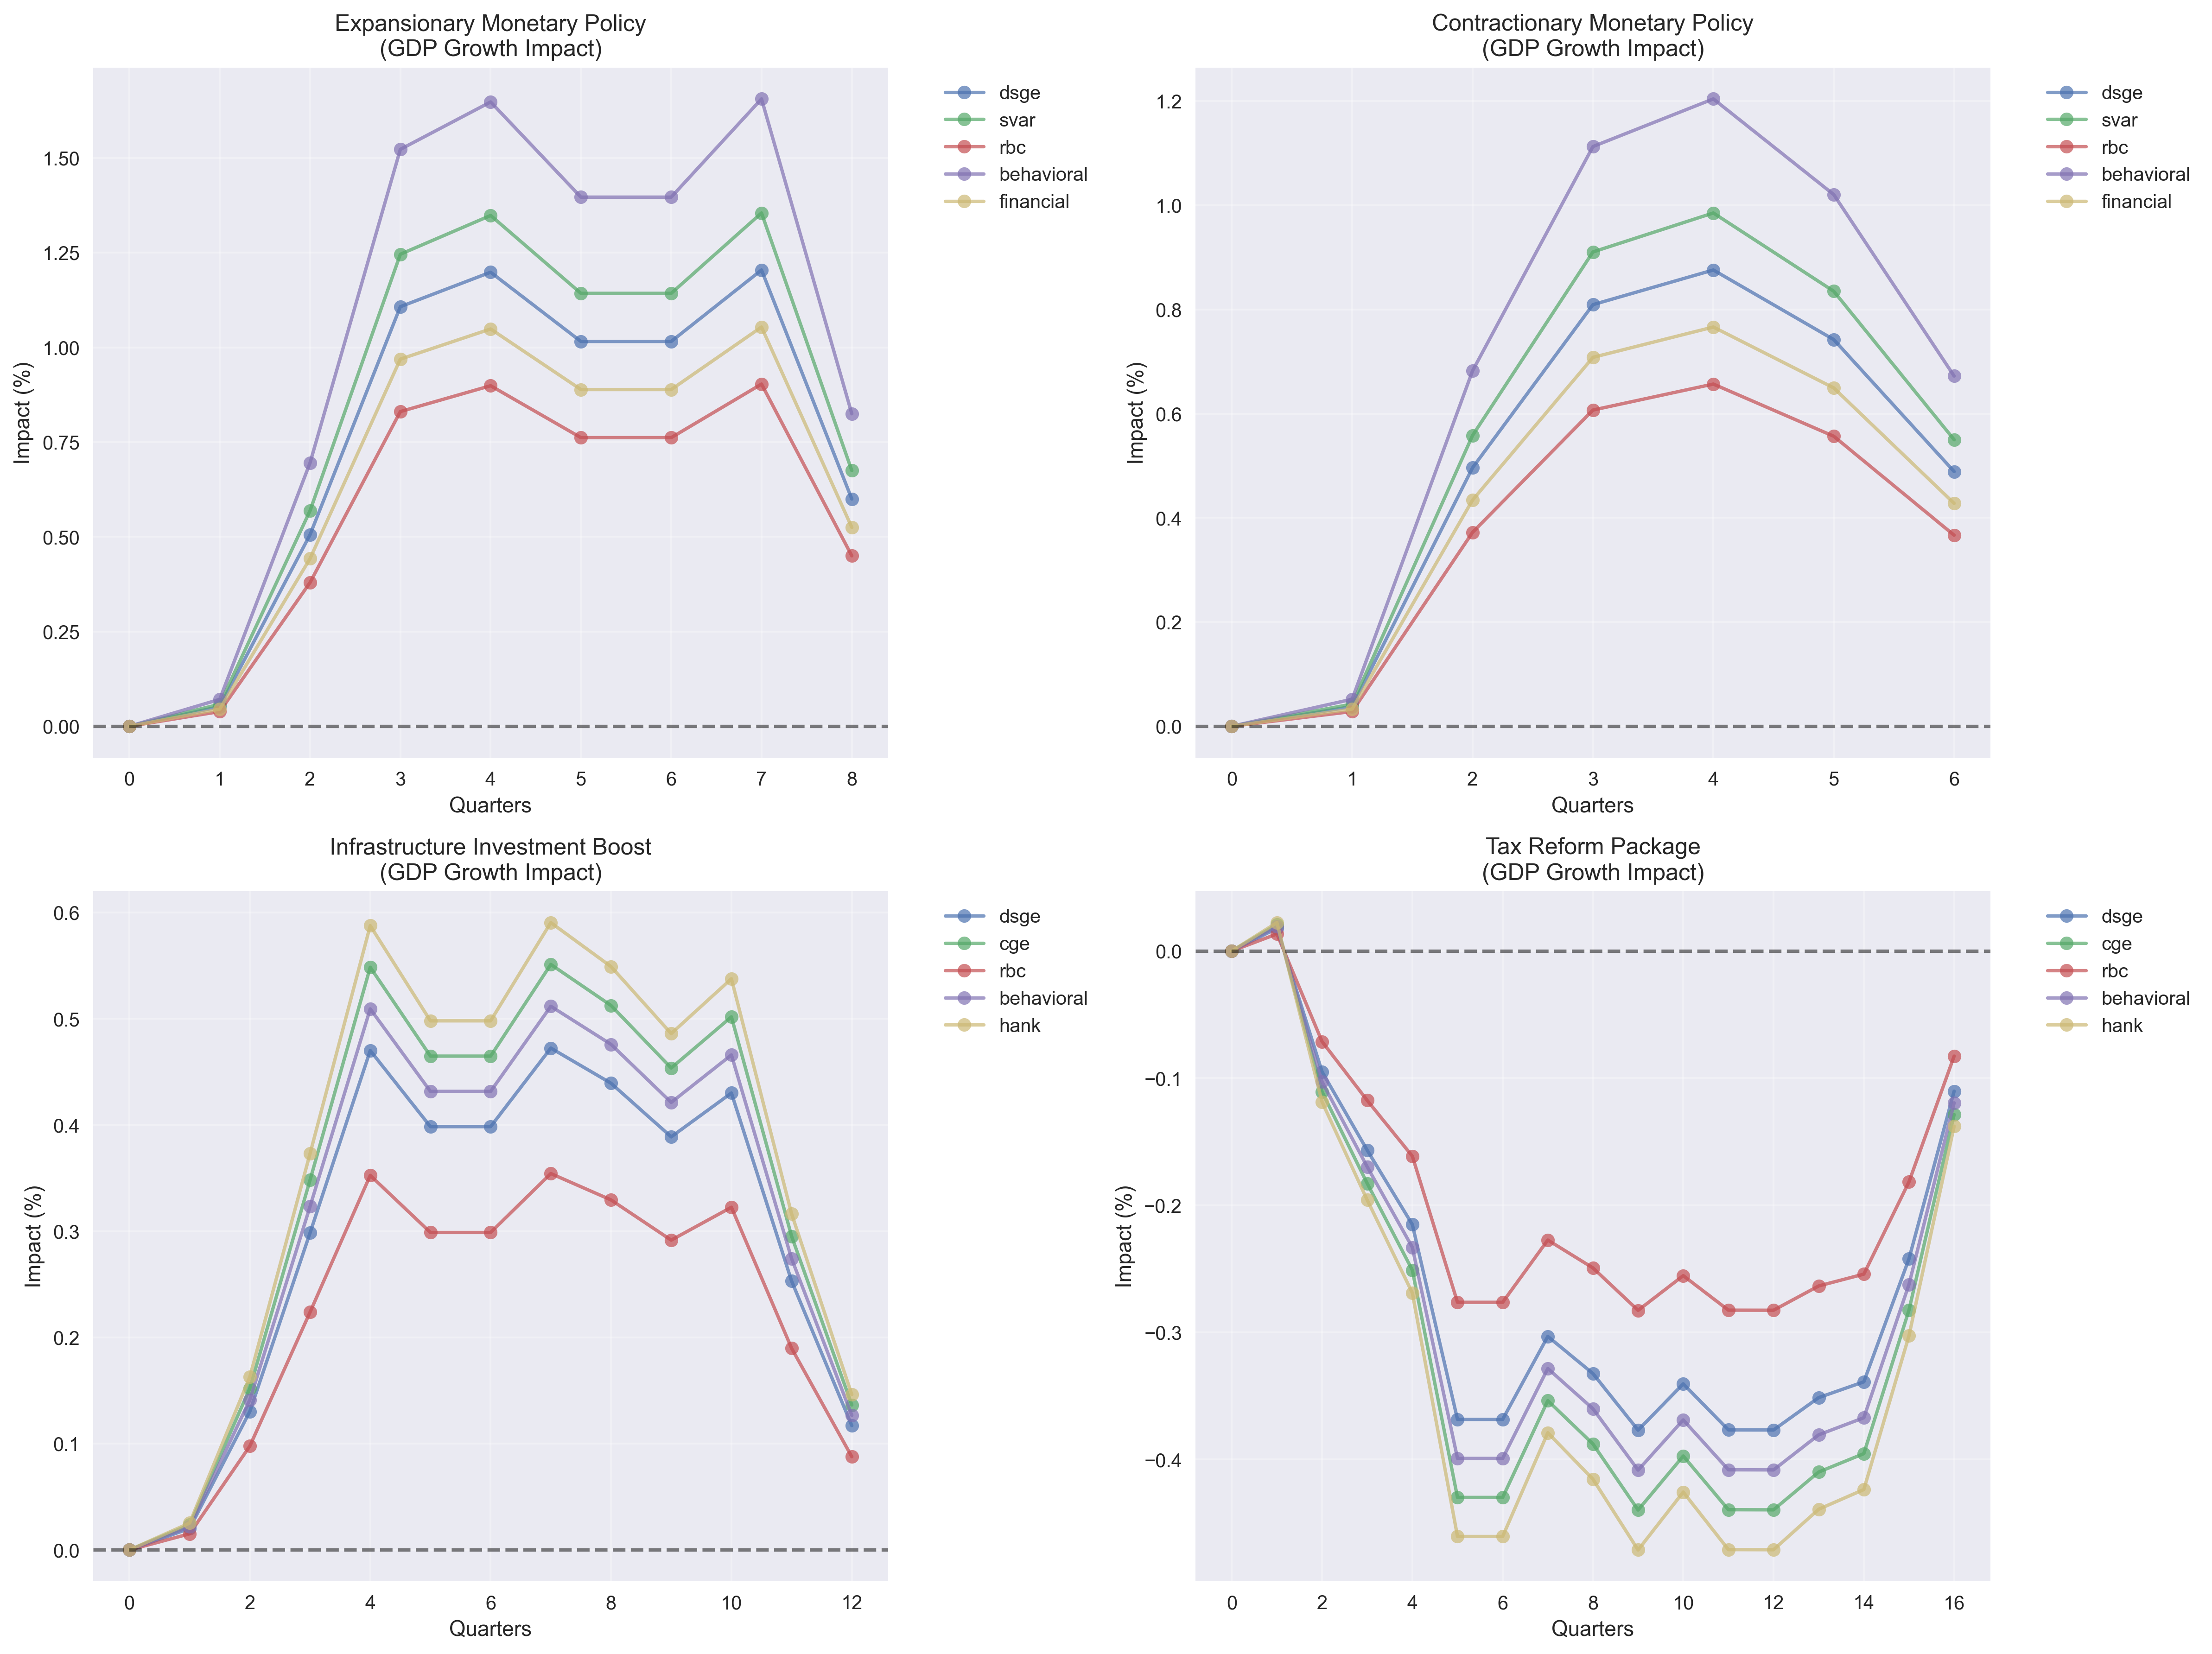 Expansionary Monetary Policy
(GDP Growth Impact)
Impact (%)
1.50
1.25
1.00
0.75
0.50
0.25
0.00
0 1 2 3 4 5 6 7 8
Quarters
dsge
svar
rbc
behavioral
financial
Contractionary Monetary Policy
(GDP Growth Impact)
Impact (%)
1.2
1.0
0.8
0.6
0.4
0.2
0.0
0 1 2 3 4 5 6
Quarters
dsge
svar
rbc
behavioral
financial
Infrastructure Investment Boost
(GDP Growth Impact)
Impact (%)
0.6
0.5
0.4
0.3
0.2
0.1
0.0
0 2 4 6 8 10 12
Quarters
dsge
cge
rbc
behavioral
hank
Tax Reform Package
(GDP Growth Impact)
Impact (%)
0.0
−0.1
−0.2
−0.3
−0.4
0 2 4 6 8 10 12 14 16
Quarters
dsge
cge
rbc
behavioral
hank